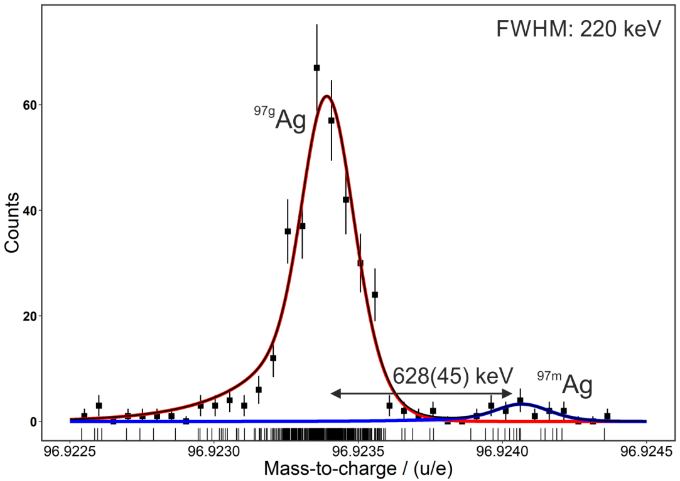 FWHM: 220 keV
97gAg
628(45) keV
97mAg
Counts
60
40
20
0
96.9225 96.9230 96.9235 96.9240 96.9245
Mass-to-charge / (u/e)